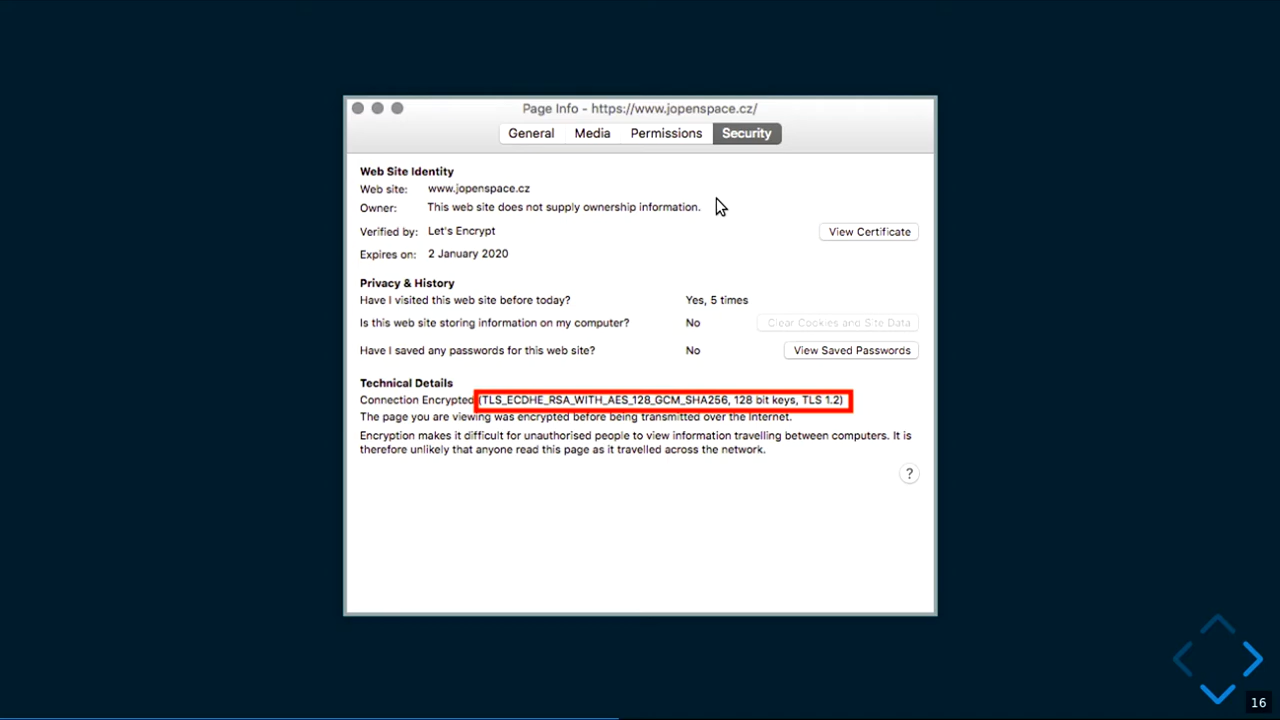 Page Info - https://www.jopenspace.cz/
General Media Permissions Security
Web Site Identity
Web site: www.jopenspace.cz
Owner: This web site does not supply ownership information.
Verified by: Let's Encrypt View Certificate
Expires on: 2 January 2020
Privacy & History
Have I visited this web site before today? Yes, 5 times
Is this web site storing information on my computer? No Clear Cookies and Site Data
Have I saved any passwords for this web site? No View Saved Passwords
Technical Details
Connection Encrypted (TLS_ECDHE_RSA_WITH_AES_128_GCM_SHA256, 128 bit keys, TLS 1.2)
The page you are viewing was encrypted before being transmitted over the Internet.
Encryption makes it difficult for unauthorised people to view information travelling between computers. It is
therefore unlikely that anyone read this page as it travelled across the network.
?
16